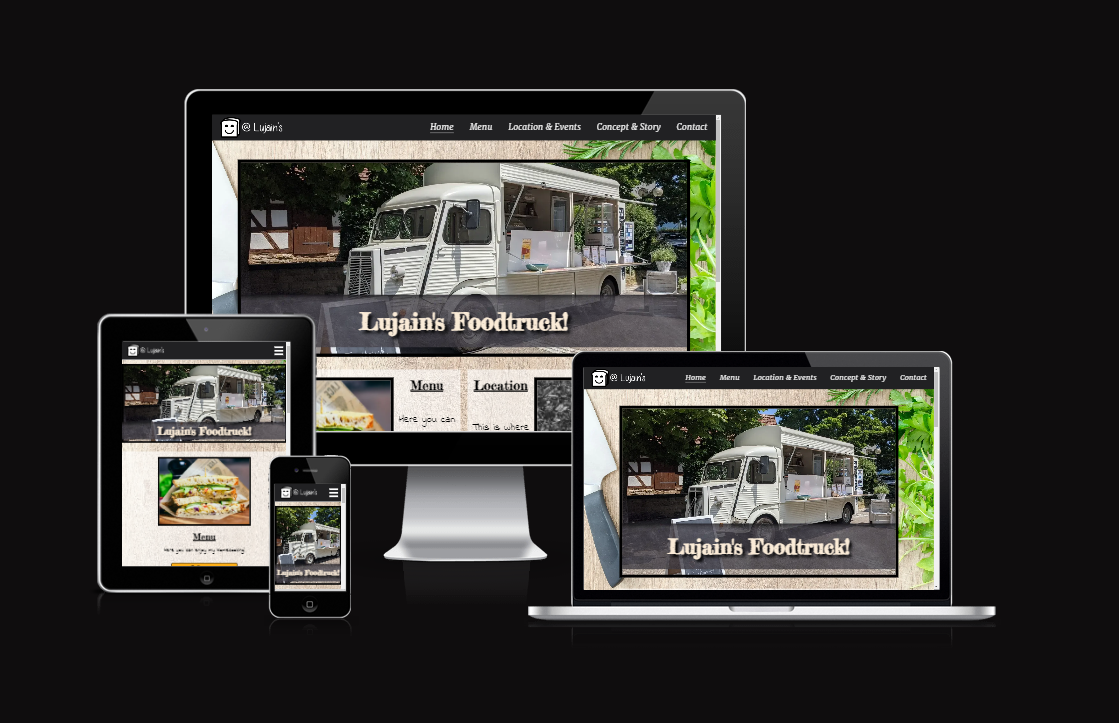 @ Lujain's
Home Menu Location & Events Concept & Story Contact
Lujain's Foodtruck!
Menu
Here you can
Location
This is where
@ Lujain's
Lujain's Foodtruck!
Menu
Here you can enjoy my
@ Lujain's
Lujain's Foodtruck!
@ Lujain's
Home Menu Location & Events Concept & Story Contact
Lujain's Foodtruck!